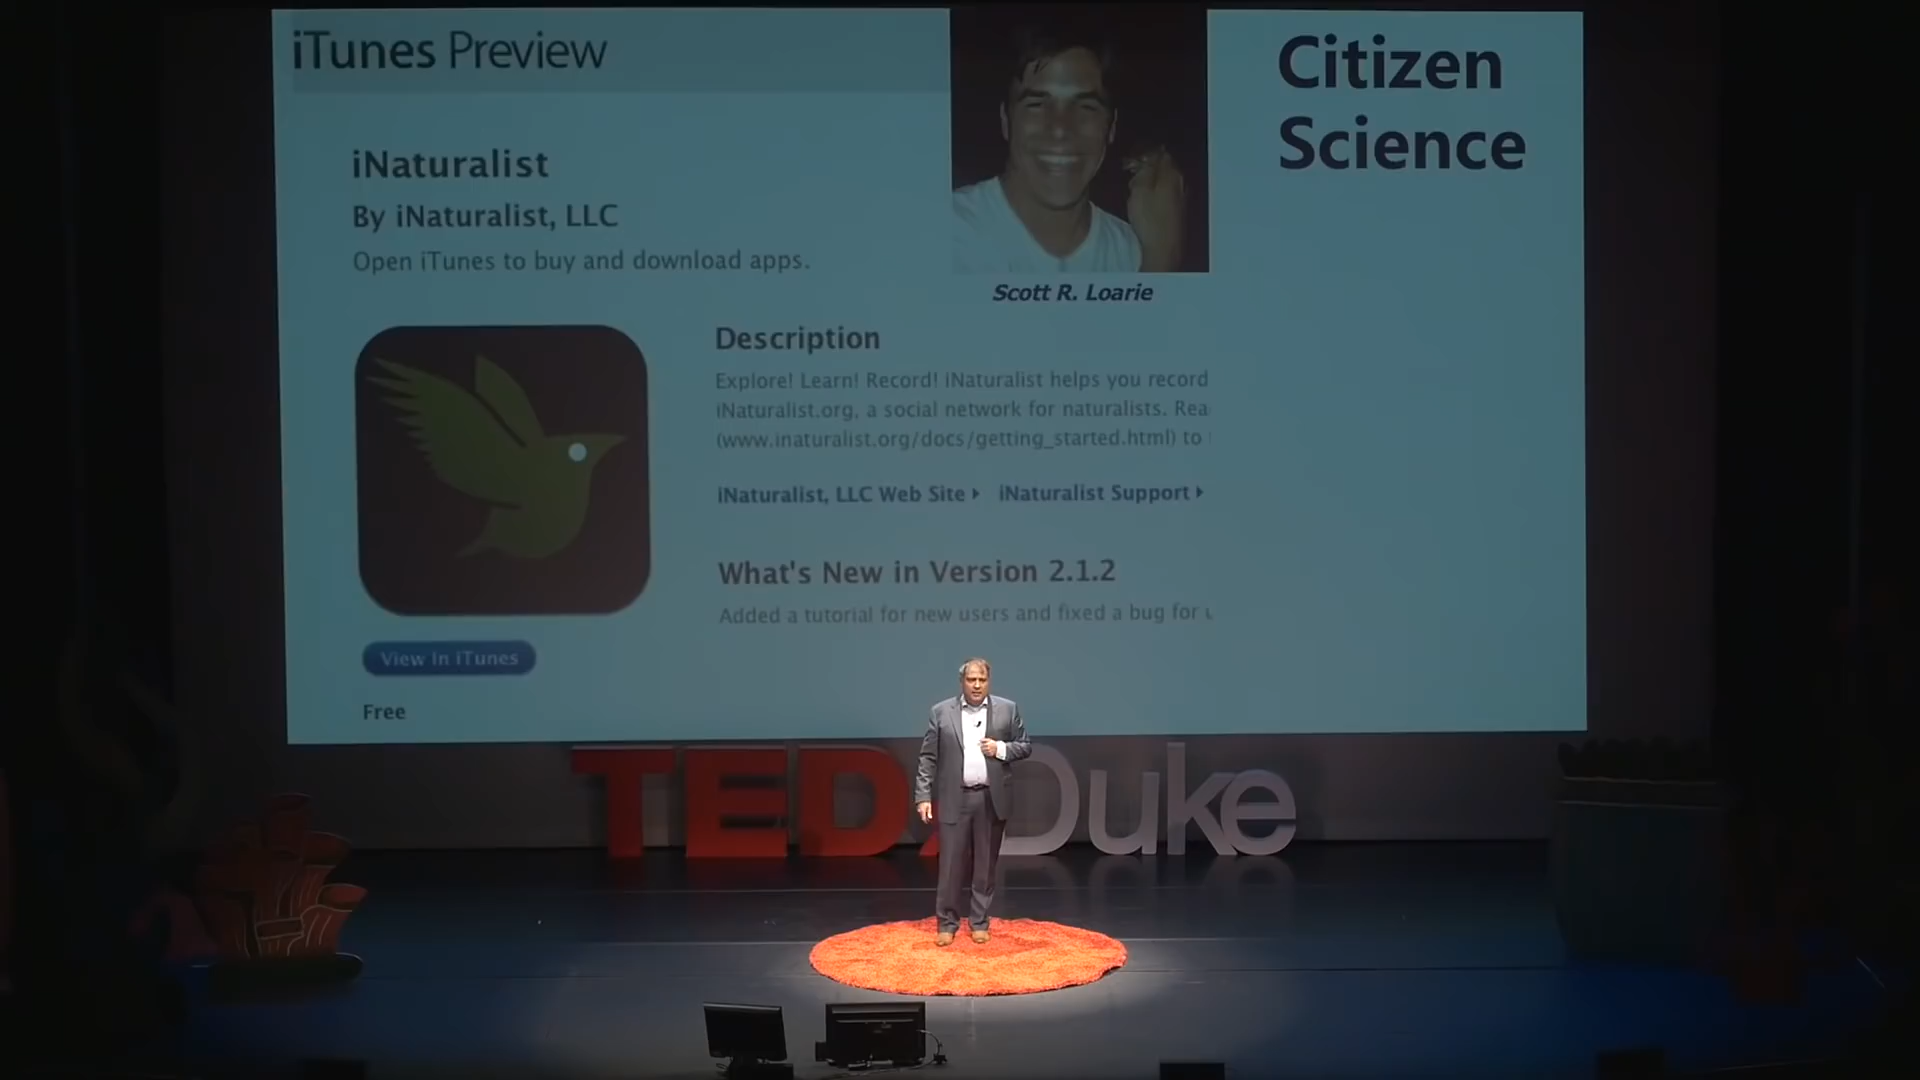 iTunes Preview
iNaturalist
By iNaturalist, LLC
Open iTunes to buy and download apps.
View In iTunes
Free
Scott R. Loarie
Description
Explore! Learn! Record! iNaturalist helps you record
iNaturalist.org, a social network for naturalists. Rea
(www.inaturalist.org/docs/getting_started.html) to
iNaturalist, LLC Web Site
iNaturalist Support
What's New in Version 2.1.2
Added a tutorial for new users and fixed a bug for
Citizen
Science
TEDxDuke